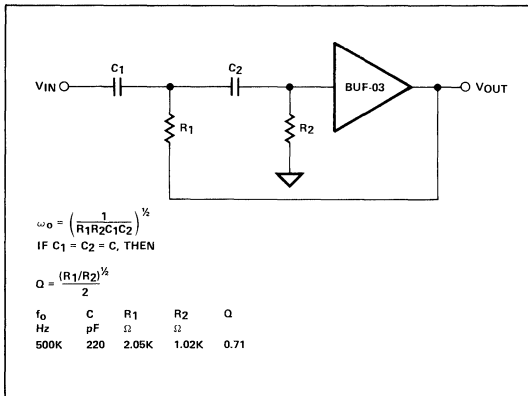 C1
C2
VIN
BUF-03
VOUT
R1
R2
ωo = (1/R1R2C1C2)^½
IF C1 = C2 = C, THEN
Q = (R1/R2)^½/2
fo C R1 R2 Q
Hz pF Ω Ω
500K 220 2.05K 1.02K 0.71